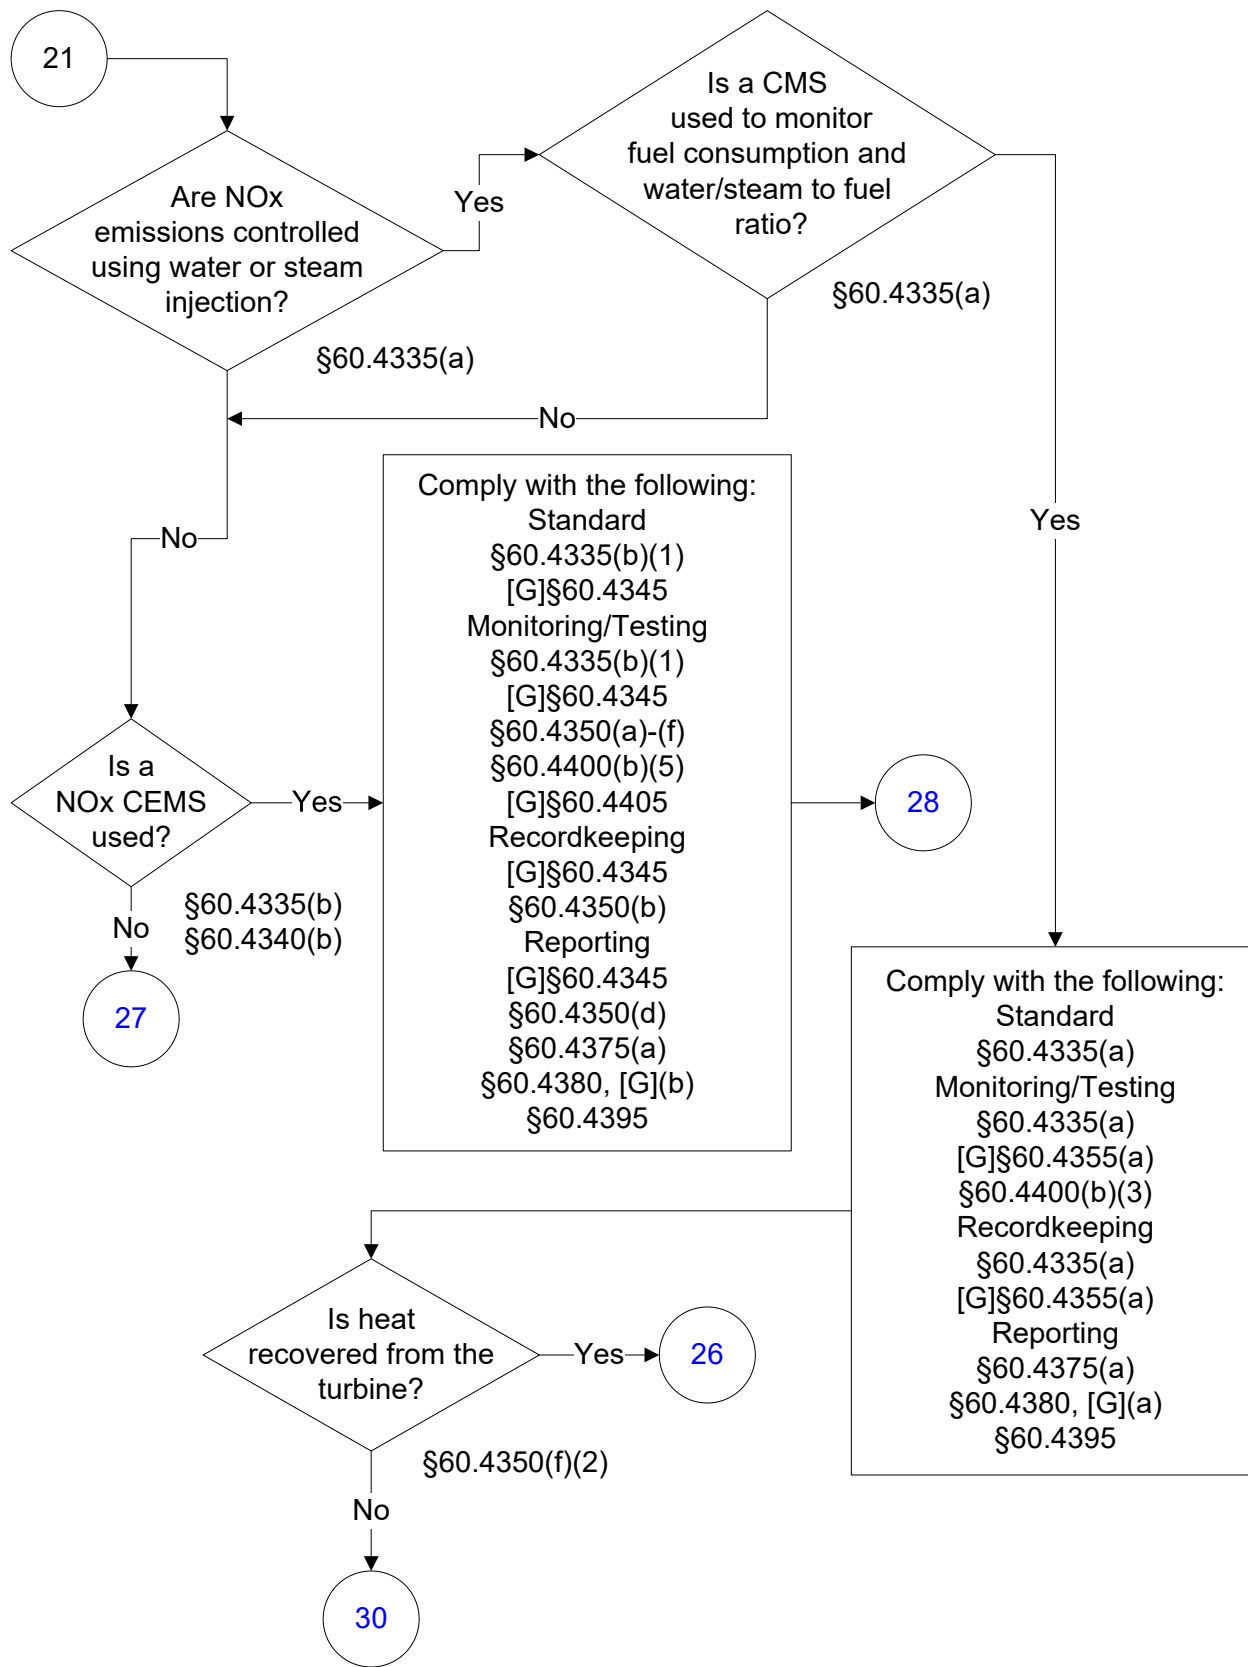 21
Are NOx
emissions controlled
using water or steam
injection?
§60.4335(a)
Yes
Is a CMS
used to monitor
fuel consumption and
water/steam to fuel
ratio?
§60.4335(a)
No
Yes
No
Is a
NOx CEMS
used?
§60.4335(b)
§60.4340(b)
Yes
No
27
Comply with the following:
Standard
§60.4335(b)(1)
[G]§60.4345
Monitoring/Testing
§60.4335(b)(1)
[G]§60.4345
§60.4350(a)-(f)
§60.4400(b)(5)
[G]§60.4405
Recordkeeping
[G]§60.4345
§60.4350(b)
Reporting
[G]§60.4345
§60.4350(d)
§60.4375(a)
§60.4380, [G](b)
§60.4395
28
Comply with the following:
Standard
§60.4335(a)
Monitoring/Testing
§60.4335(a)
[G]§60.4355(a)
§60.4400(b)(3)
Recordkeeping
§60.4335(a)
[G]§60.4355(a)
Reporting
§60.4375(a)
§60.4380, [G](a)
§60.4395
Is heat
recovered from the
turbine?
§60.4350(f)(2)
Yes
26
No
30